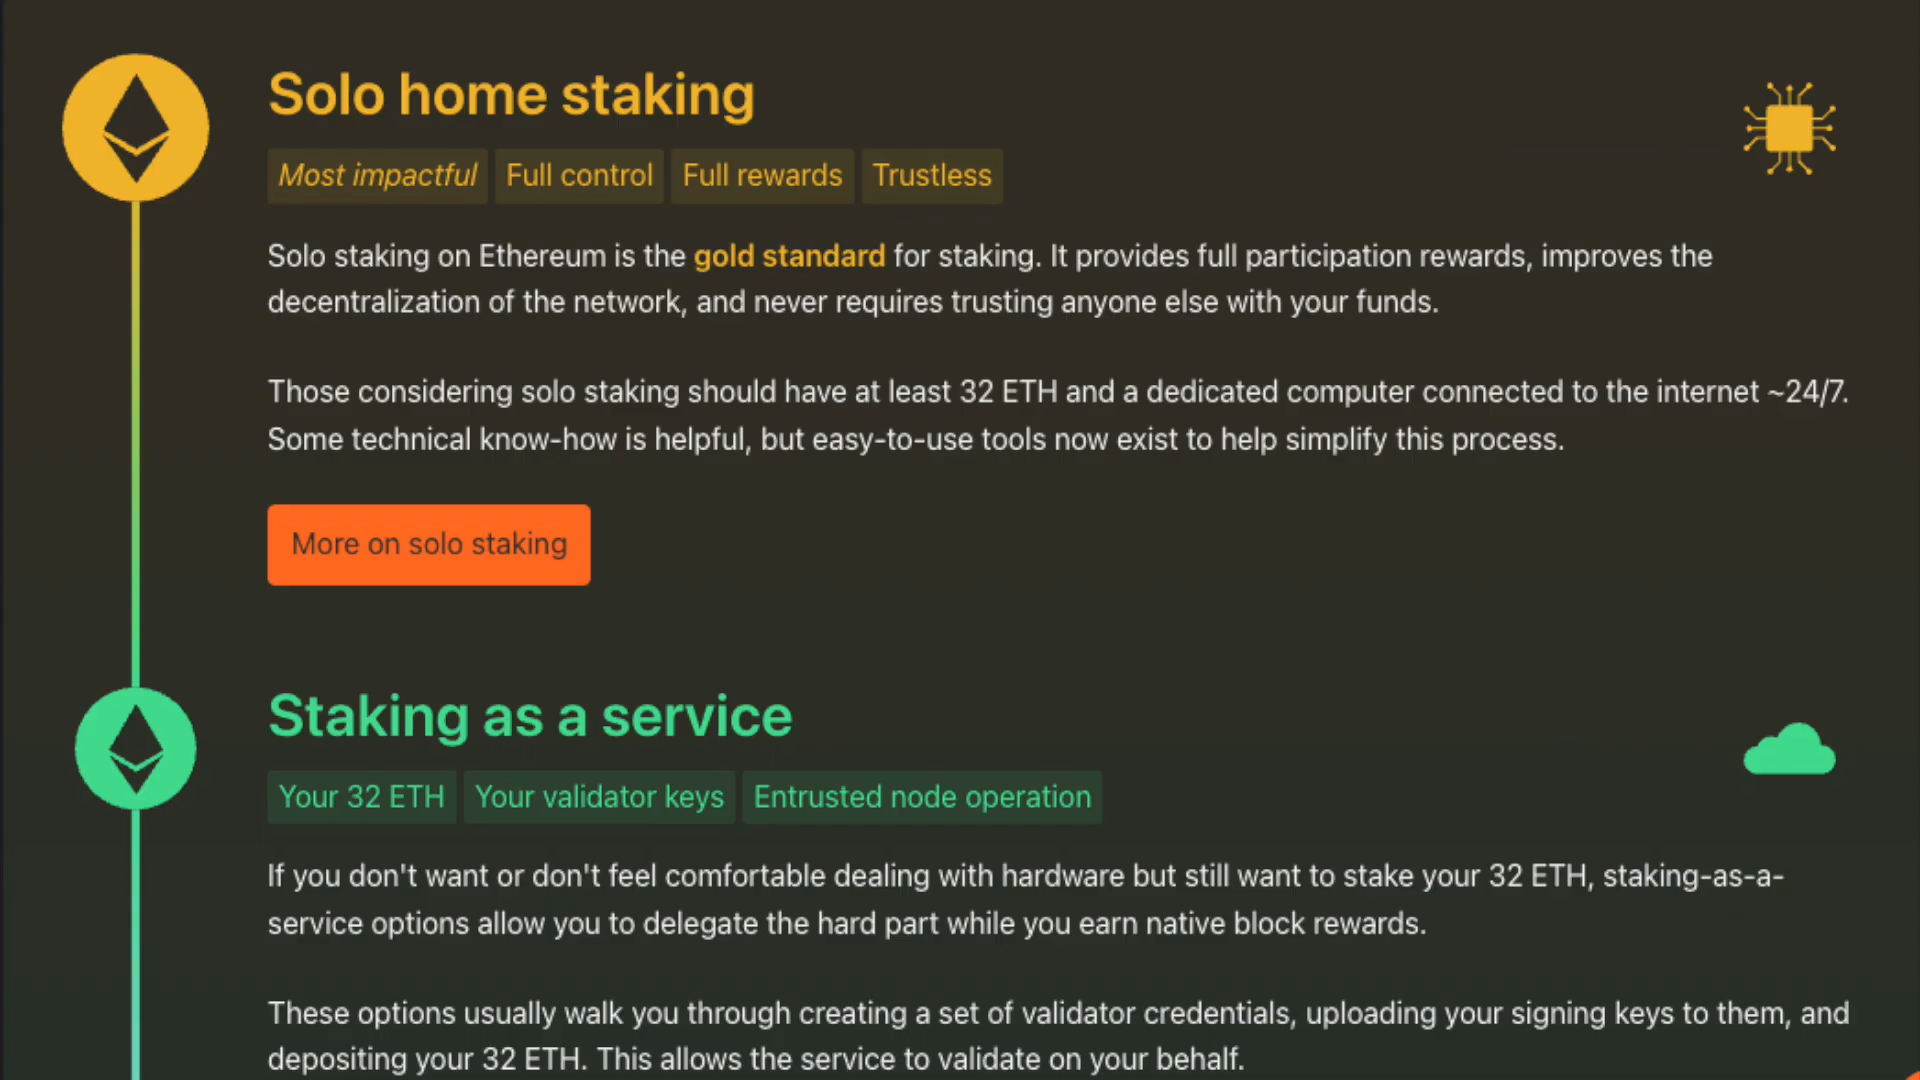 Solo home staking
Most impactful Full control Full rewards Trustless
Solo staking on Ethereum is the gold standard for staking. It provides full participation rewards, improves the
decentralization of the network, and never requires trusting anyone else with your funds.
Those considering solo staking should have at least 32 ETH and a dedicated computer connected to the internet ~24/7.
Some technical know-how is helpful, but easy-to-use tools now exist to help simplify this process.
More on solo staking
Staking as a service
Your 32 ETH Your validator keys Entrusted node operation
If you don't want or don't feel comfortable dealing with hardware but still want to stake your 32 ETH, staking-as-a-
service options allow you to delegate the hard part while you earn native block rewards.
These options usually walk you through creating a set of validator credentials, uploading your signing keys to them, and
depositing your 32 ETH. This allows the service to validate on your behalf.